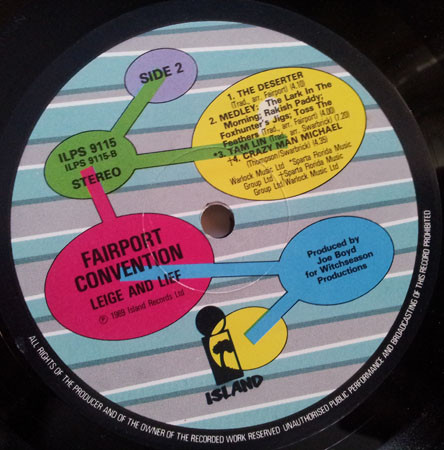 SIDE 2
ILPS 9115
ILPS 9115-B
STEREO
1. THE DESERTER
(Trad., arr. Fairport) (4.10)
2. MEDLEY: The Lark In The
Morning; Rakish Paddy;
Foxhunter's Jigs; Toss The
Feathers (Trad., arr. Fairport) (4.00)
*3. TAM LIN (Trad., arr. Swarbrick) (7.20)
+4. CRAZY MAN MICHAEL
(Thompson/Swarbrick) (4.35)
Warlock Music Ltd *Sparta Florida Music
Group Ltd +Sparta Florida Music
Group Ltd/Warlock Music Ltd
FAIRPORT
CONVENTION
LEIGE AND LIEF
℗ 1969 Island Records Ltd
Produced by
Joe Boyd
for Witchseason
Productions
ISLAND
ALL RIGHTS OF THE PRODUCER AND OF THE OWNER OF THE RECORDED WORK RESERVED UNAUTHORISED PUBLIC PERFORMANCE AND BROADCASTING OF THIS RECORD PROHIBITED